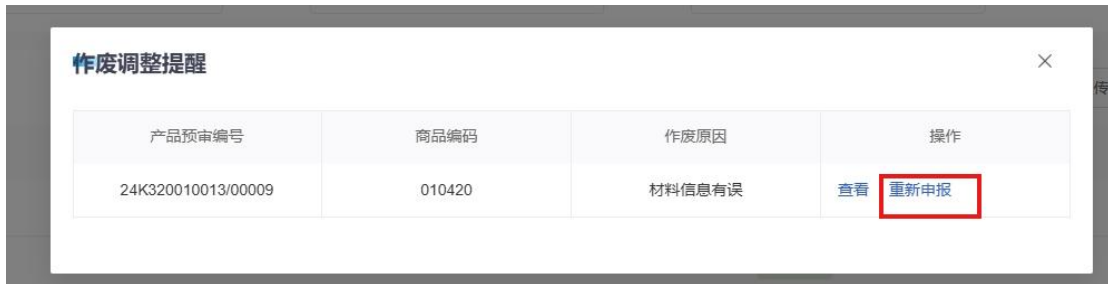 作废调整提醒
传
产品预审编号 商品编码 作废原因 操作
24K320010013/00009 010420 材料信息有误 查看 重新申报